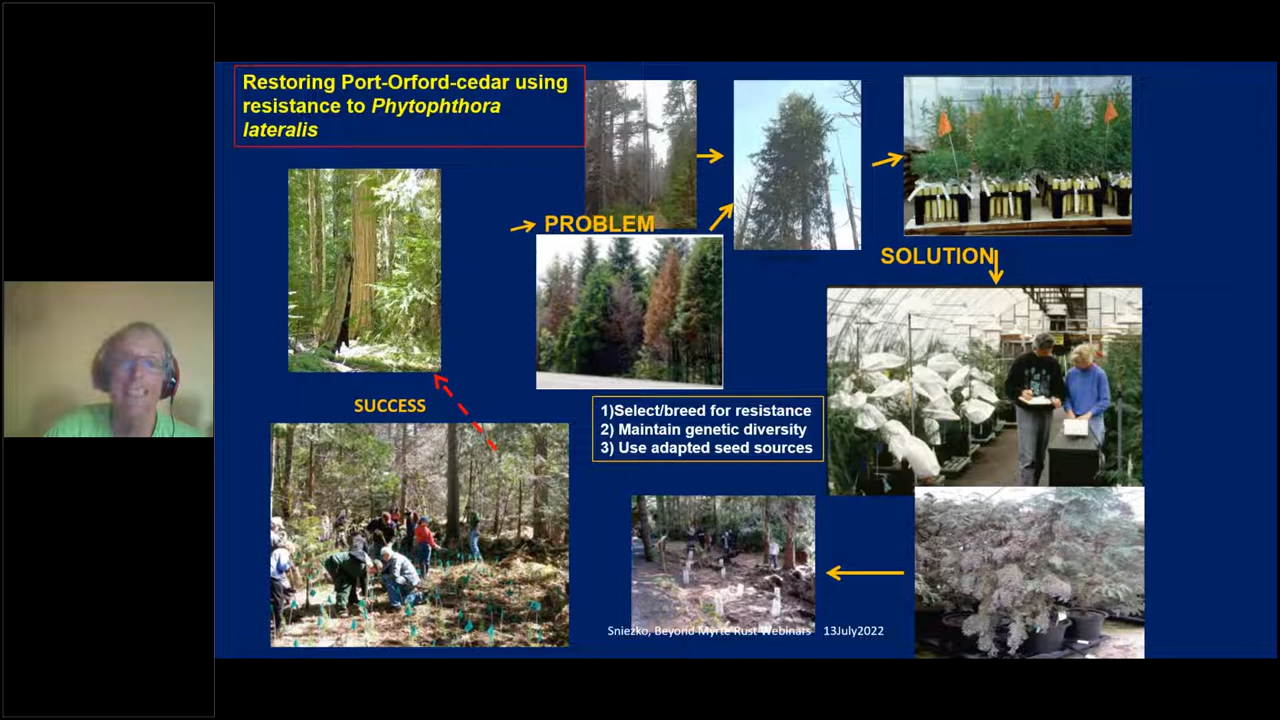 Restoring Port-Orford-cedar using
resistance to Phytophthora
lateralis
PROBLEM
SOLUTION
SUCCESS
1)Select/breed for resistance
2) Maintain genetic diversity
3) Use adapted seed sources
Sniezko, Beyond Myrte Rust Webinars 13July2022